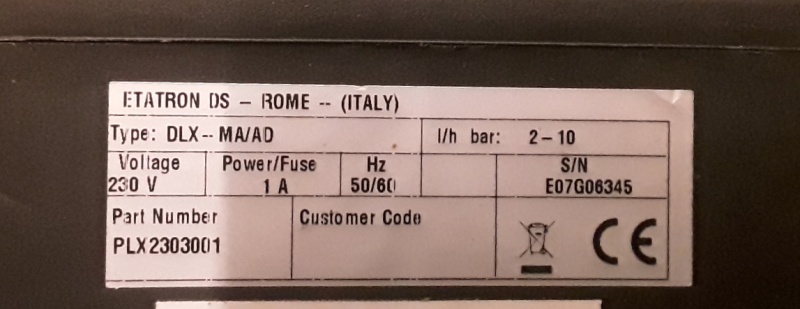 ETATRON DS - ROME -- (ITALY)
Type: DLX-- MA/AD l/h bar: 2-10
Voltage Power/Fuse Hz S/N
230 V 1 A 50/60 E07G06345
Part Number Customer Code
PLX2303001 CE